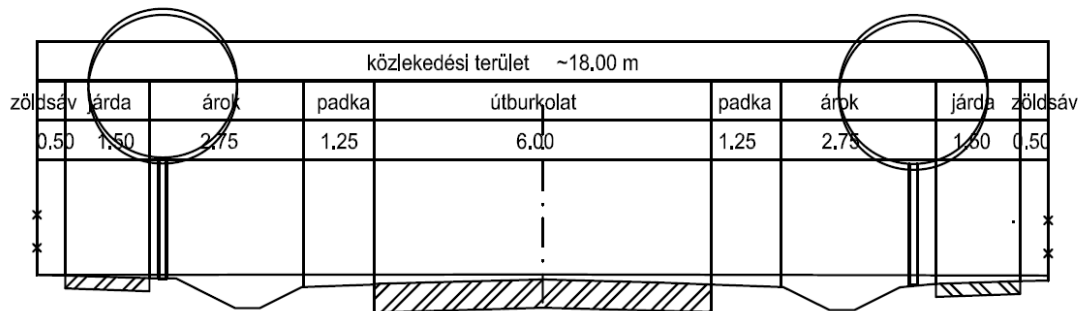 közlekedési terület ~18.00 m
zöldsáv járda árok padka útburkolat padka árok járda zöldsáv
0.50 1.50 2.75 1.25 6.00 1.25 2.75 1.50 0.50